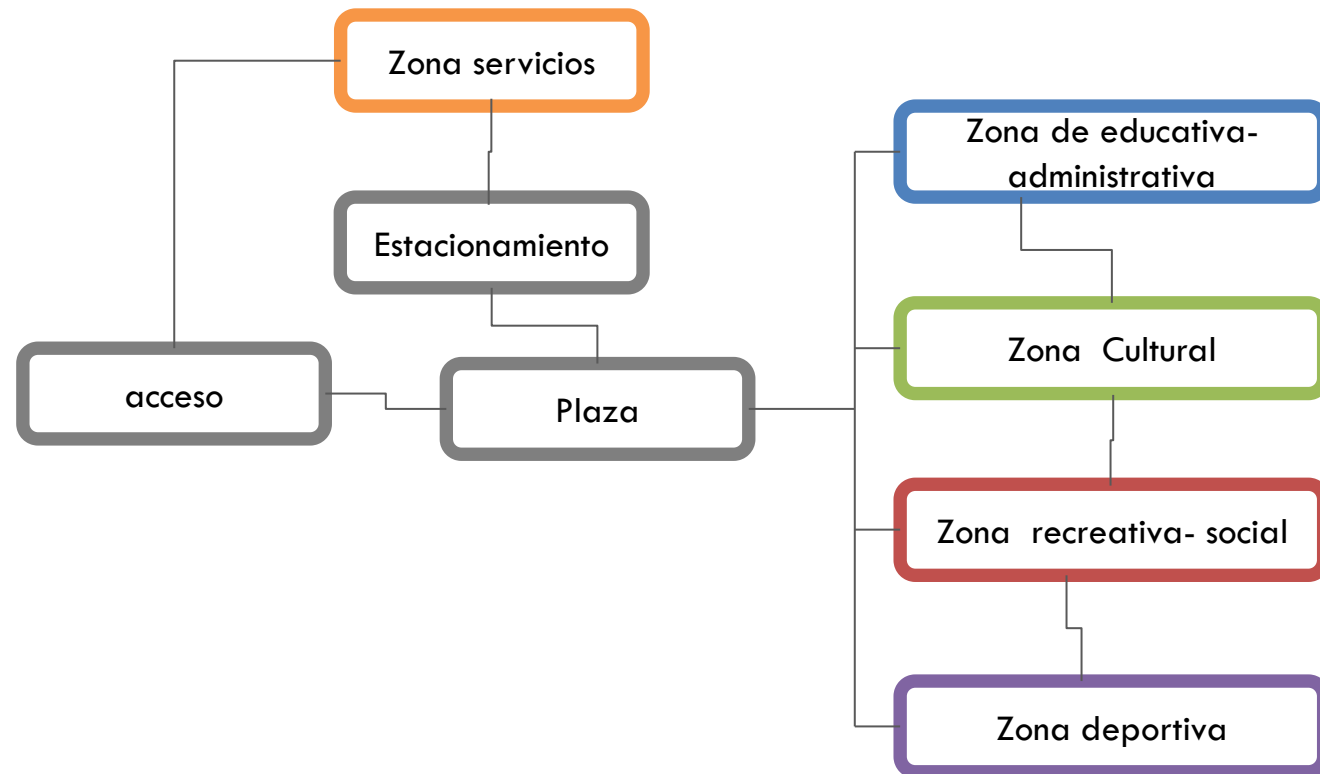 Zona servicios
Zona de educativa-
administrativa
Estacionamiento
Zona Cultural
acceso
Plaza
Zona recreativa- social
Zona deportiva